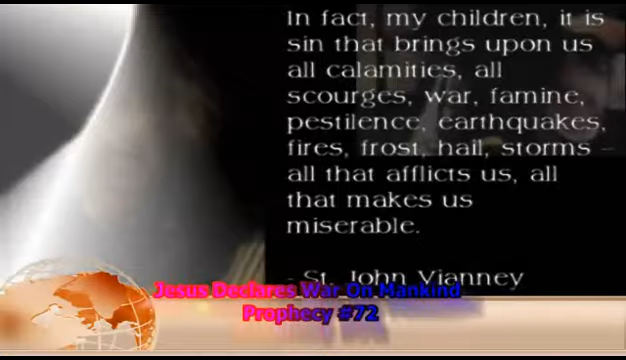 In fact, my children, it is
sin that brings upon us
all calamities, all
scourges, war, famine,
pestilence, earthquakes,
fires, frost, hail, storms –
all that afflicts us, all
that makes us
miserable.
- St. John Vianney
Jesus Declares War On Mankind
Prophecy #72